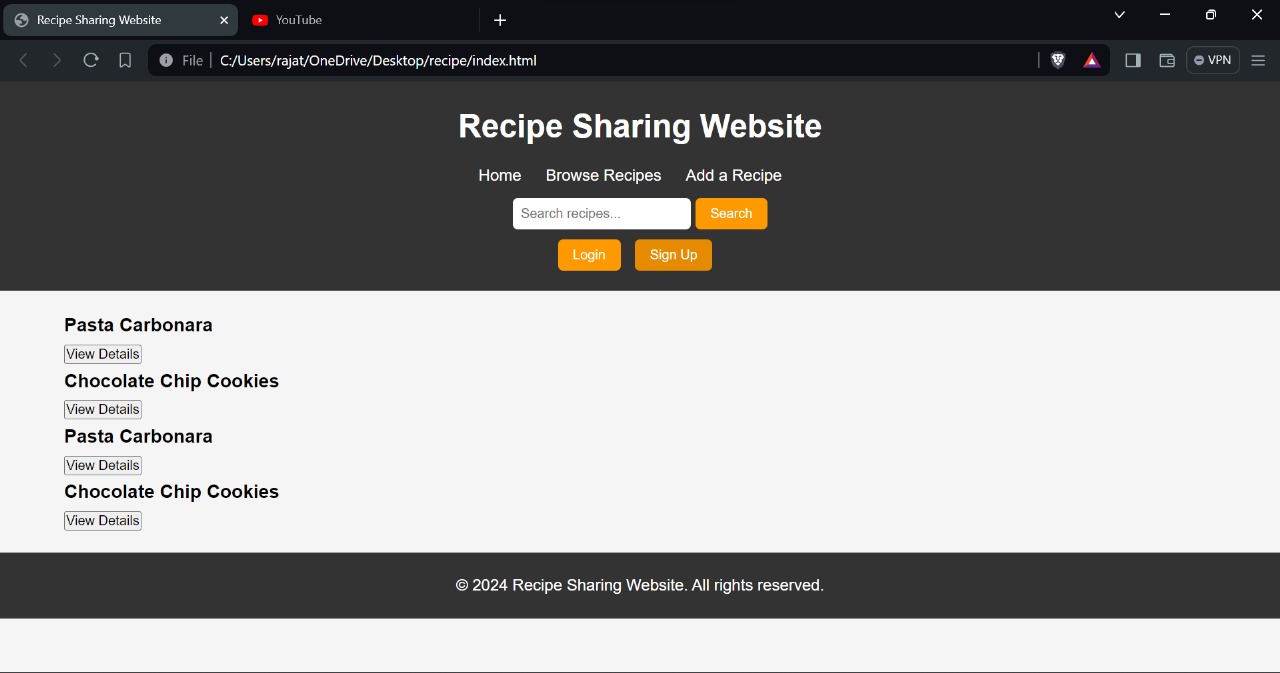 Recipe Sharing Website
YouTube
File
C:/Users/rajat/OneDrive/Desktop/recipe/index.html
VPN
Recipe Sharing Website
Home Browse Recipes Add a Recipe
Search recipes... Search
Login Sign Up
Pasta Carbonara
View Details
Chocolate Chip Cookies
View Details
Pasta Carbonara
View Details
Chocolate Chip Cookies
View Details
© 2024 Recipe Sharing Website. All rights reserved.